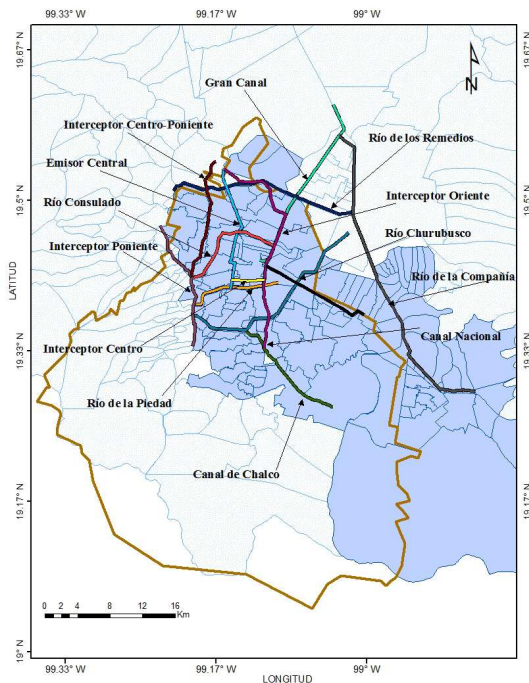 99.33° W 99.17° W 99° W
19.67° N 19.67° N
N
Gran Canal
Interceptor Centro-Poniente
Río de los Remedios
Emisor Central
19.5° N 19.5° N
Río Consulado
Interceptor Oriente
Río Churubusco
Interceptor Poniente
Río de la Compañía
LATITUD
Interceptor Centro
Canal Nacional
19.33° N 19.33° N
Río de la Piedad
Canal de Chalco
19.17° N 19.17° N
0 2 4 8 12 16
Km
19° N 19° N
99.33° W 99.17° W 99° W
LONGITUD